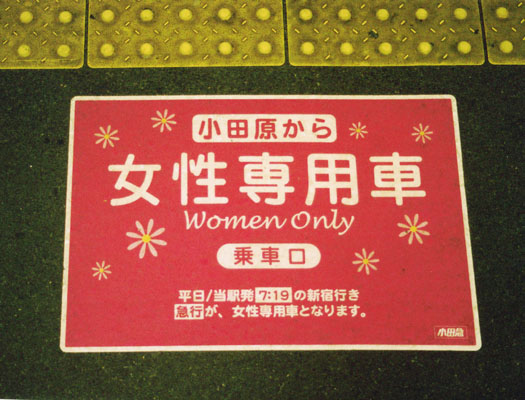 小田原から
女性専用車
Women Only
乗車口
平日/当駅発7:19の新宿行き
急行が、女性専用車となります。
小田急